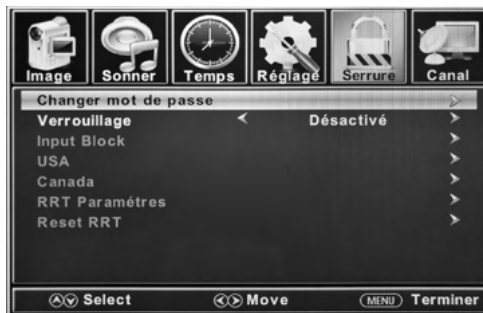 Image Sonner Temps Réglage Serrure Canal
Changer mot de passe
Verrouillage Désactivé
Input Block
USA
Canada
RRT Paramétres
Reset RRT
Select Move MENU Terminer